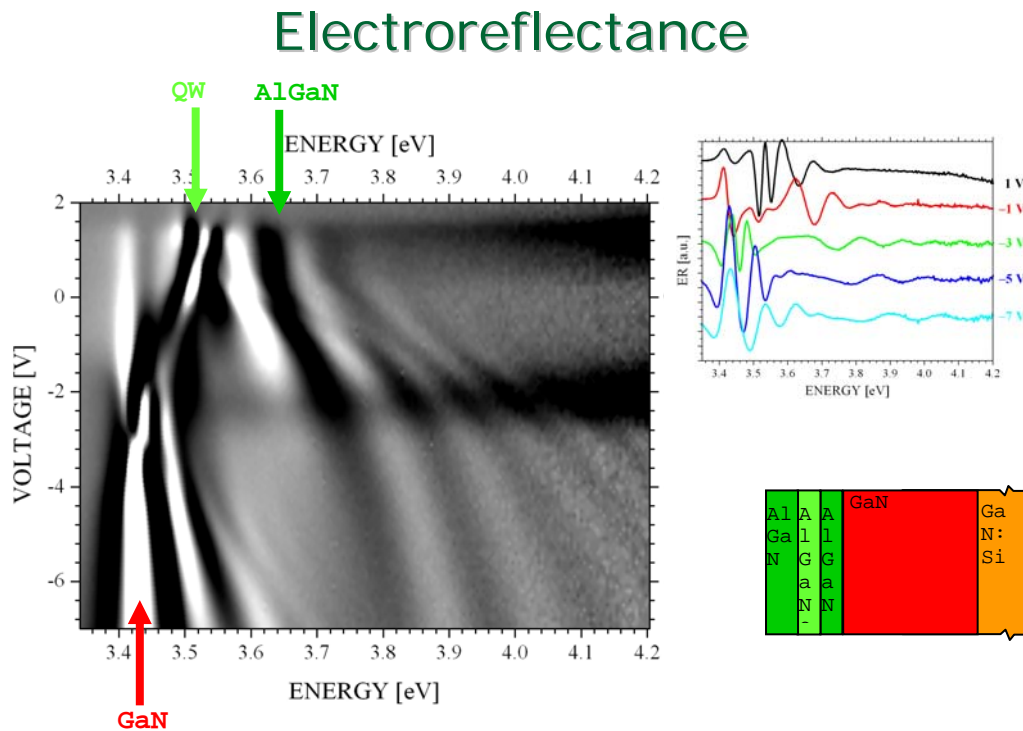 Electroreflectance
QW AlGaN
ENERGY [eV]
3.4 3.5 3.6 3.7 3.8 3.9 4.0 4.1 4.2
2
0
-2
-4
-6
VOLTAGE [V]
3.4 3.5 3.6 3.7 3.8 3.9 4.0 4.1 4.2
ENERGY [eV]
GaN
ER [a.u.]
1 V
-1 V
-3 V
-5 V
-7 V
3.4 3.5 3.6 3.7 3.8 3.9 4.0 4.1 4.2
ENERGY [eV]
Al
Ga
N
A
l
G
a
N
-
A
l
G
a
N
GaN
Ga
N:
Si